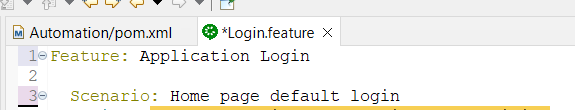 Automation/pom.xml *Login.feature
1 Feature: Application Login
2
3 Scenario: Home page default login